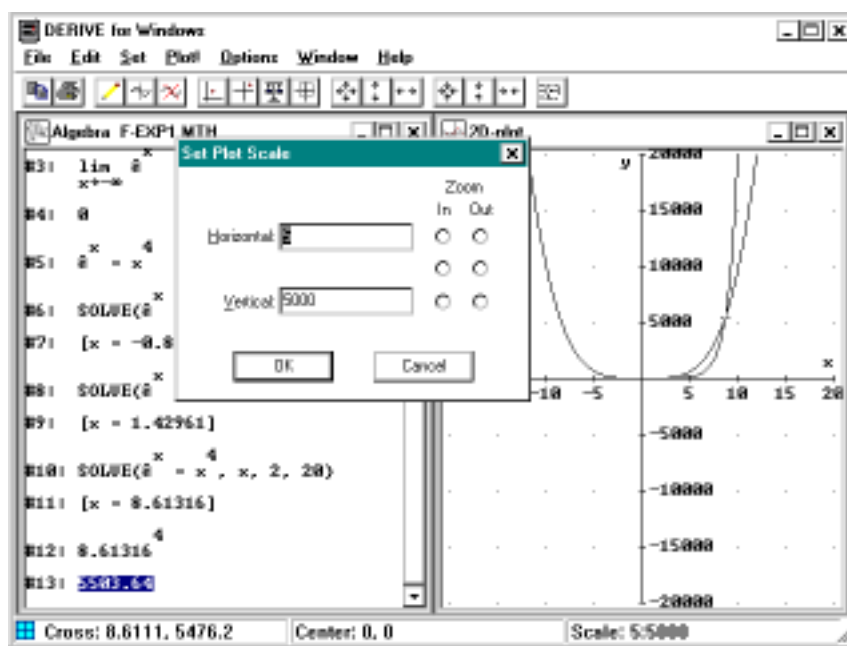 DERIVE for Windows
File Edit Set Plot! Options Window Help
Algebra F-EXP1.MTH
2D-plot
Set Plot Scale
Zoom
In Out
Horizontal:
Vertical: 5000
OK
Cancel
#3: lim ê^x
x→-∞
#4: 0
#5: ê^x = x^4
#6: SOLVE(ê^x
#7: [x = -0.8
#8: SOLVE(ê^x
#9: [x = 1.42961]
#10: SOLVE(ê^x = x^4, x, 2, 20)
#11: [x = 8.61316]
#12: 8.61316^4
#13: 5503.64
y
20000
15000
10000
5000
x
-10 -5 5 10 15 20
-5000
-10000
-15000
-20000
Cross: 8.6111, 5476.2
Center: 0, 0
Scale: 5:5000